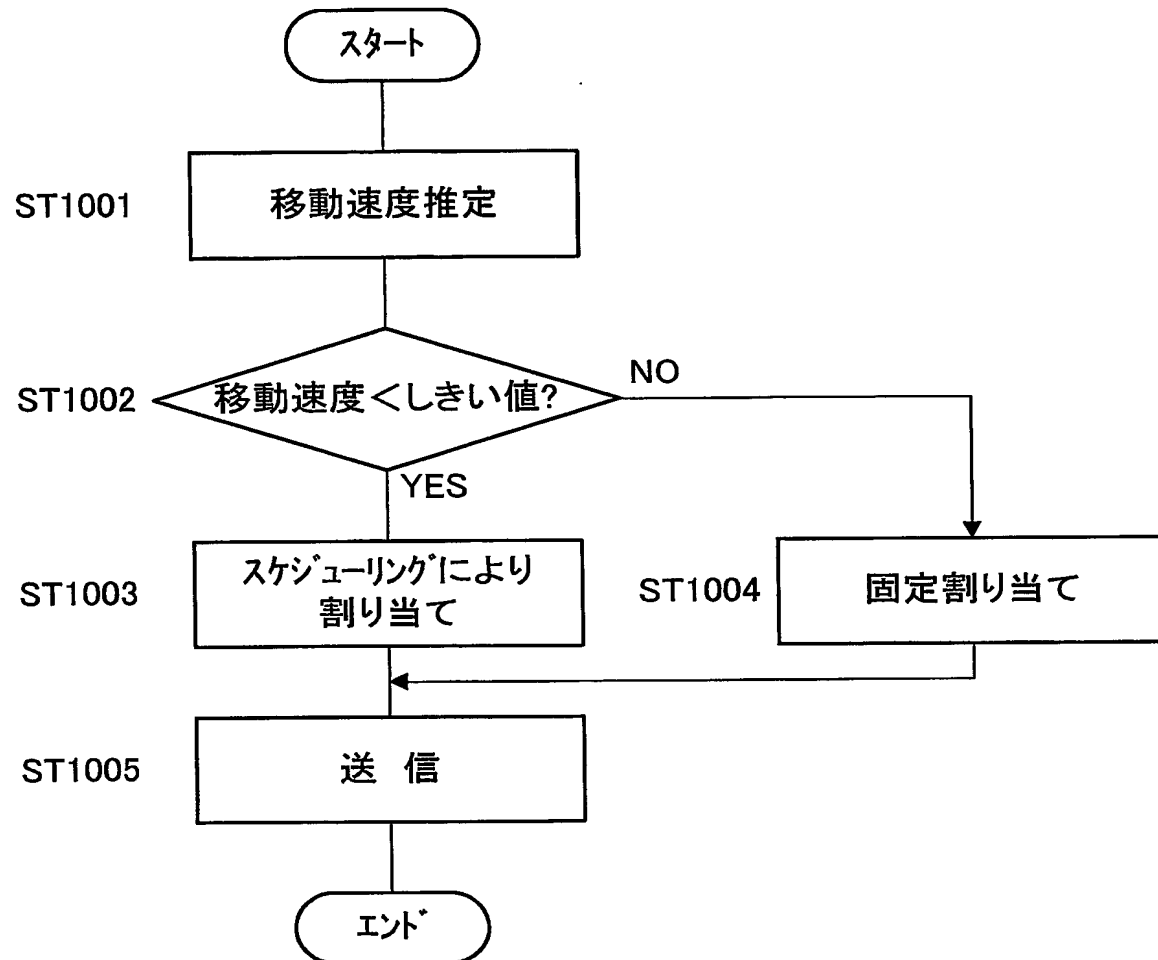 スタート
ST1001
移動速度推定
ST1002
移動速度<しきい値?
NO
YES
ST1003
スケジューリングにより
割り当て
ST1004
固定割り当て
ST1005
送 信
エンド